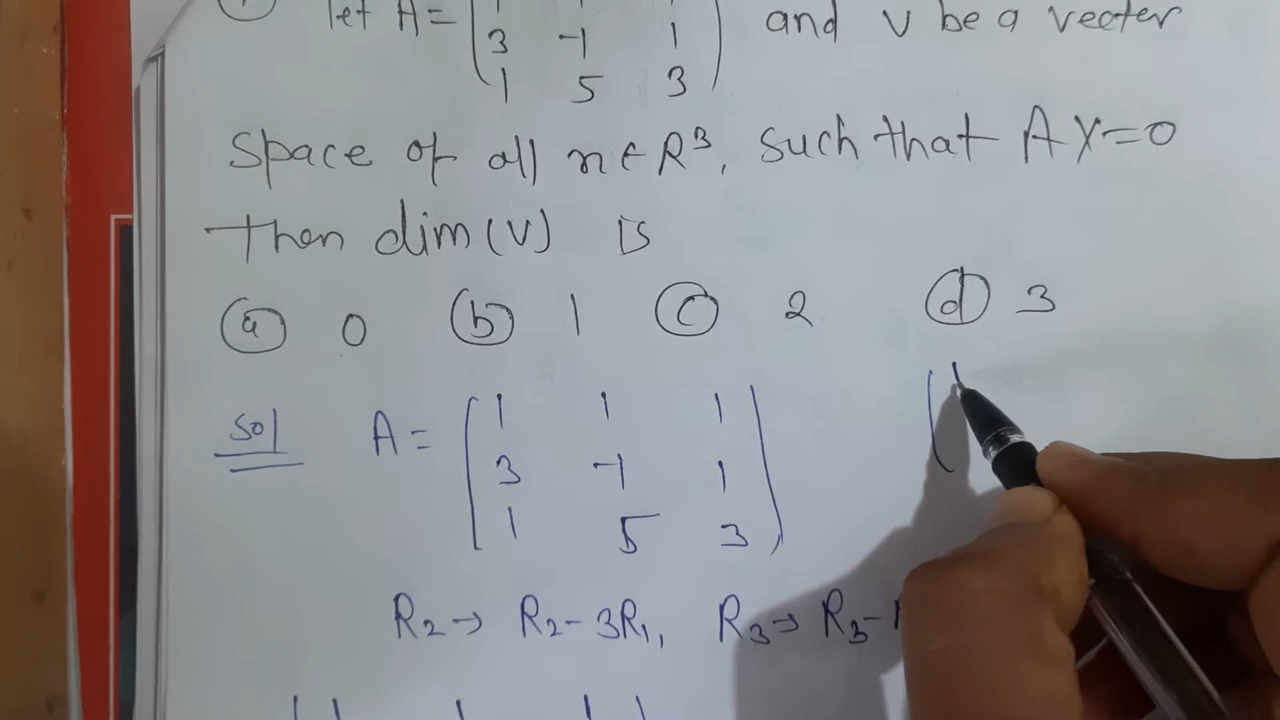 let A =
3 -1 1 and V be a vecter
1 5 3
Space of all n ∈ R³, such that AX=0
Then dim (V) is
(a) 0 (b) 1 (c) 2 (d) 3
Sol A = 1 1 1
3 -1 1
1 5 3
R₂ → R₂ - 3R₁, R₃ → R₃ -